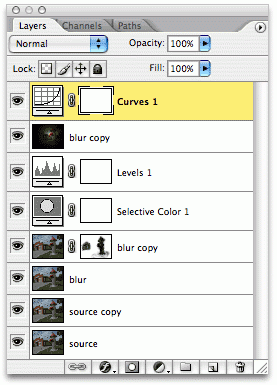 Layers Channels Paths
Normal Opacity: 100%
Lock: Fill: 100%
Curves 1
blur copy
Levels 1
Selective Color 1
blur copy
blur
source copy
source